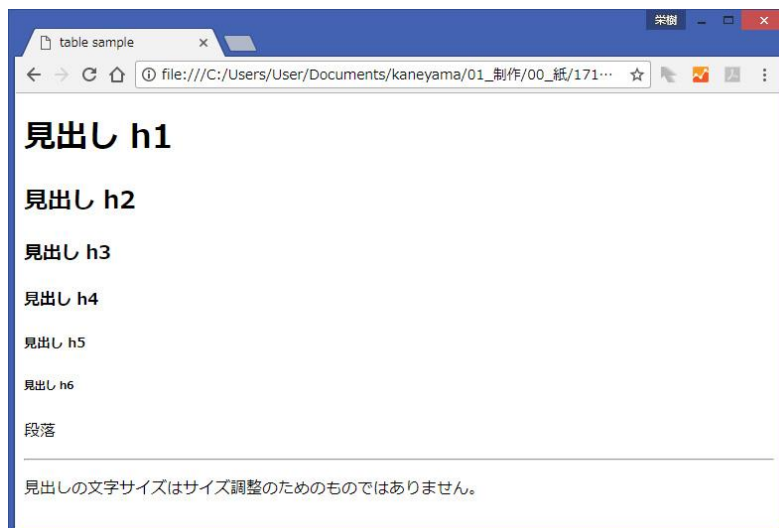 栄樹
table sample
file:///C:/Users/User/Documents/kaneyama/01_制作/00_紙/171…
見出し h1
見出し h2
見出し h3
見出し h4
見出し h5
見出し h6
段落
見出しの文字サイズはサイズ調整のためのものではありません。